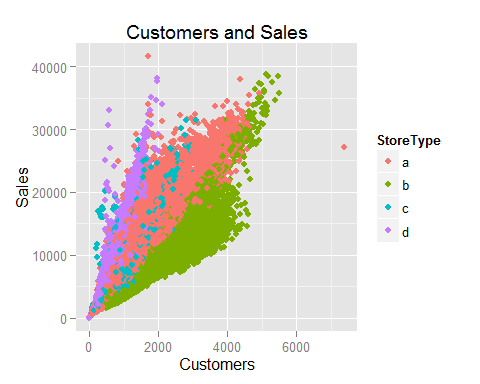 Customers and Sales
Sales
40000
30000
20000
10000
0
0 2000 4000 6000
Customers
StoreType
a
b
c
d